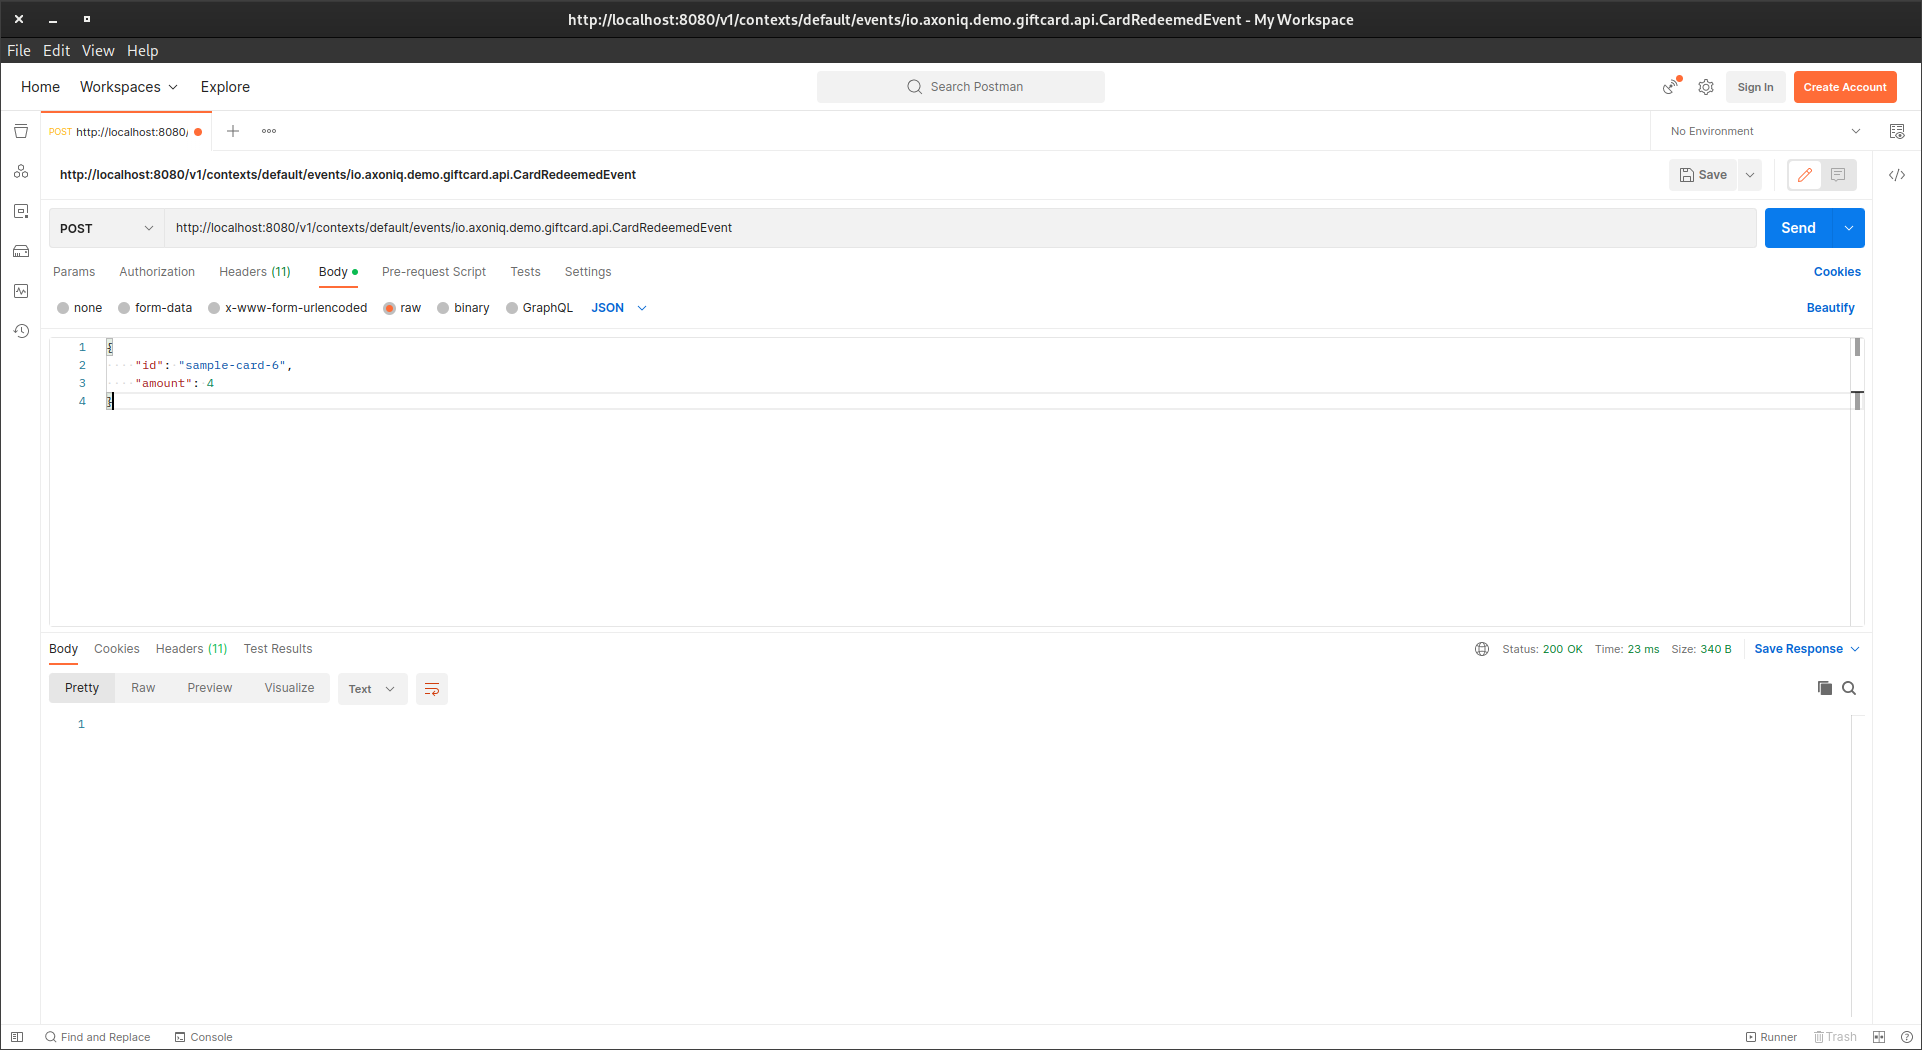 http://localhost:8080/v1/contexts/default/events/io.axoniq.demo.giftcard.api.CardRedeemedEvent - My Workspace
File Edit View Help
Home Workspaces Explore Search Postman Sign In Create Account
POST http://localhost:8080/ No Environment
http://localhost:8080/v1/contexts/default/events/io.axoniq.demo.giftcard.api.CardRedeemedEvent Save
POST http://localhost:8080/v1/contexts/default/events/io.axoniq.demo.giftcard.api.CardRedeemedEvent Send
Params Authorization Headers (11) Body Pre-request Script Tests Settings Cookies
none form-data x-www-form-urlencoded raw binary GraphQL JSON Beautify
1 {
2 "id": "sample-card-6",
3 "amount": 4
4 }
Body Cookies Headers (11) Test Results Status: 200 OK Time: 23 ms Size: 340 B Save Response
Pretty Raw Preview Visualize Text
1
Find and Replace Console Runner Trash